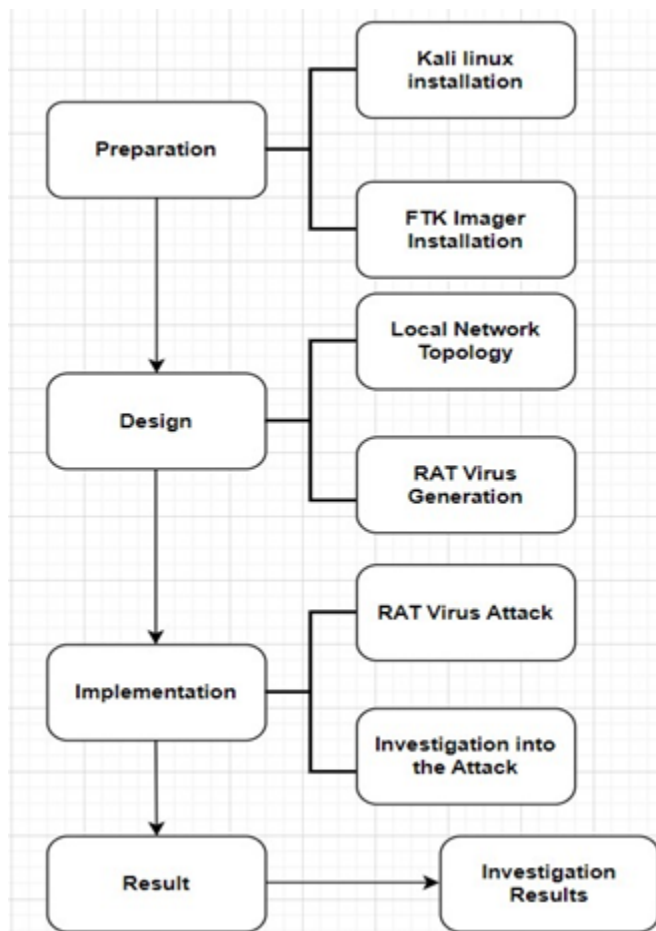 Kali linux
installation
Preparation
FTK Imager
Installation
Local Network
Topology
Design
RAT Virus
Generation
RAT Virus Attack
Implementation
Investigation into
the Attack
Result
Investigation
Results